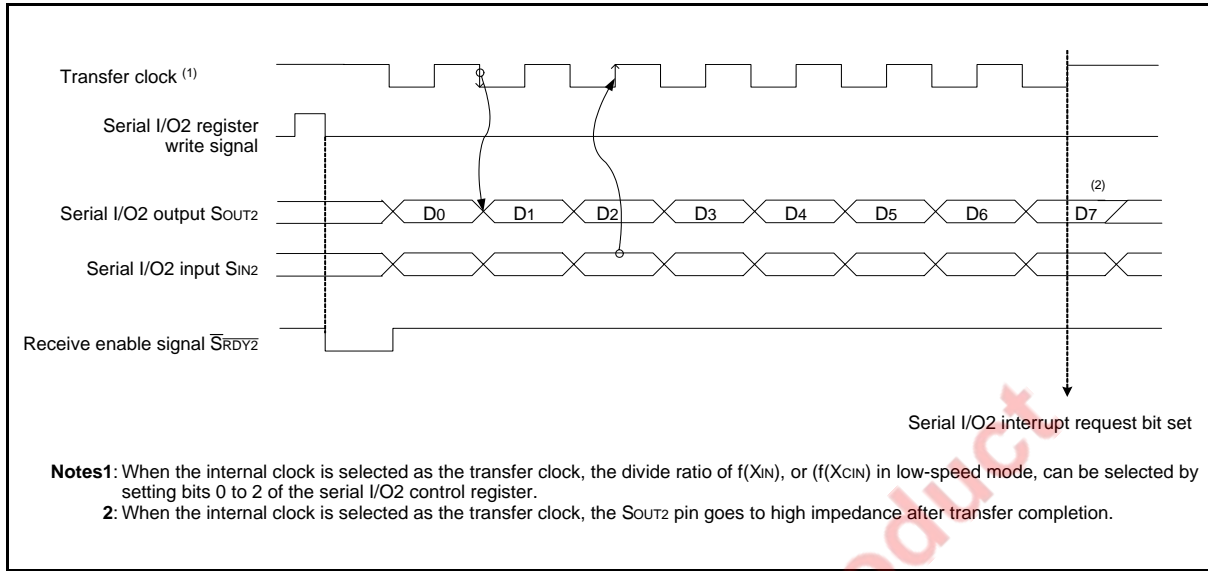 Transfer clock (1)
Serial I/O2 register
write signal
(2)
Serial I/O2 output SOUT2
D0 D1 D2 D3 D4 D5 D6 D7
Serial I/O2 input SIN2
Receive enable signal S̅R̅D̅Y̅2̅
Serial I/O2 interrupt request bit set
Notes1: When the internal clock is selected as the transfer clock, the divide ratio of f(XIN), or (f(XCIN) in low-speed mode, can be selected by
setting bits 0 to 2 of the serial I/O2 control register.
2: When the internal clock is selected as the transfer clock, the SOUT2 pin goes to high impedance after transfer completion.
oduct